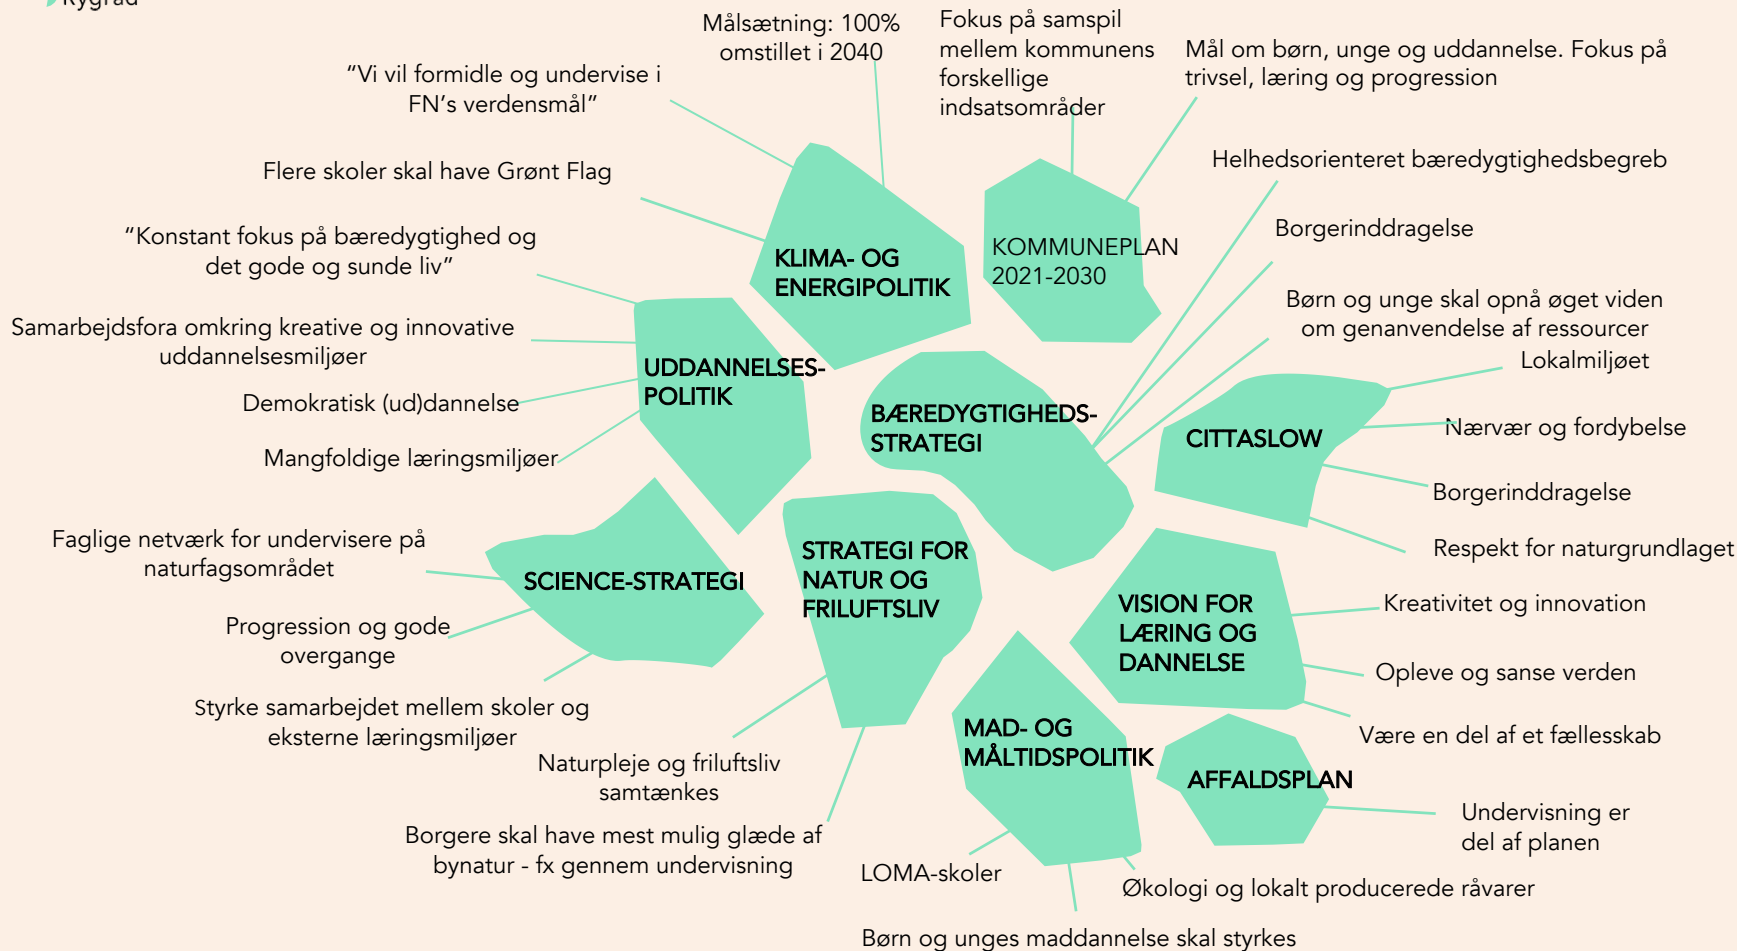 Rygrad
Målsætning: 100%
omstillet i 2040
Fokus på samspil
mellem kommunens
forskellige
indsatsområder
Mål om børn, unge og uddannelse. Fokus på
trivsel, læring og progression
“Vi vil formidle og undervise i
FN’s verdensmål”
Flere skoler skal have Grønt Flag
Helhedsorienteret bæredygtighedsbegreb
“Konstant fokus på bæredygtighed og
det gode og sunde liv”
Borgerinddragelse
KLIMA- OG
ENERGIPOLITIK
KOMMUNEPLAN
2021-2030
Børn og unge skal opnå øget viden
om genanvendelse af ressourcer
Samarbejdsfora omkring kreative og innovative
uddannelsesmiljøer
UDDANNELSES-
POLITIK
Lokalmiljøet
Demokratisk (ud)dannelse
BÆREDYGTIGHEDS-
STRATEGI
CITTASLOW
Nærvær og fordybelse
Mangfoldige læringsmiljøer
Borgerinddragelse
Respekt for naturgrundlaget
Faglige netværk for undervisere på
naturfagsområdet
SCIENCE-STRATEGI
STRATEGI FOR
NATUR OG
FRILUFTSLIV
VISION FOR
LÆRING OG
DANNELSE
Kreativitet og innovation
Progression og gode
overgange
Opleve og sanse verden
Styrke samarbejdet mellem skoler og
eksterne læringsmiljøer
Være en del af et fællesskab
MAD- OG
MÅLTIDSPOLITIK
AFFALDSPLAN
Naturpleje og friluftsliv
samtænkes
Undervisning er
del af planen
Borgere skal have mest mulig glæde af
bynatur - fx gennem undervisning
LOMA-skoler
Økologi og lokalt producerede råvarer
Børn og unges maddannelse skal styrkes